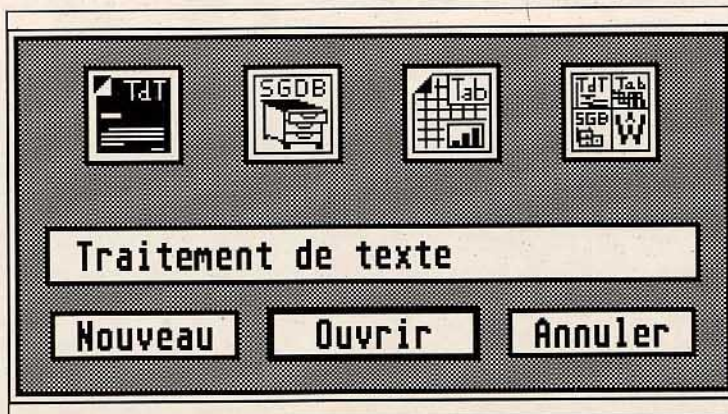 TdT SGDB Tab TdT Tab
SGB W
Traitement de texte
Nouveau Ouvrir Annuler